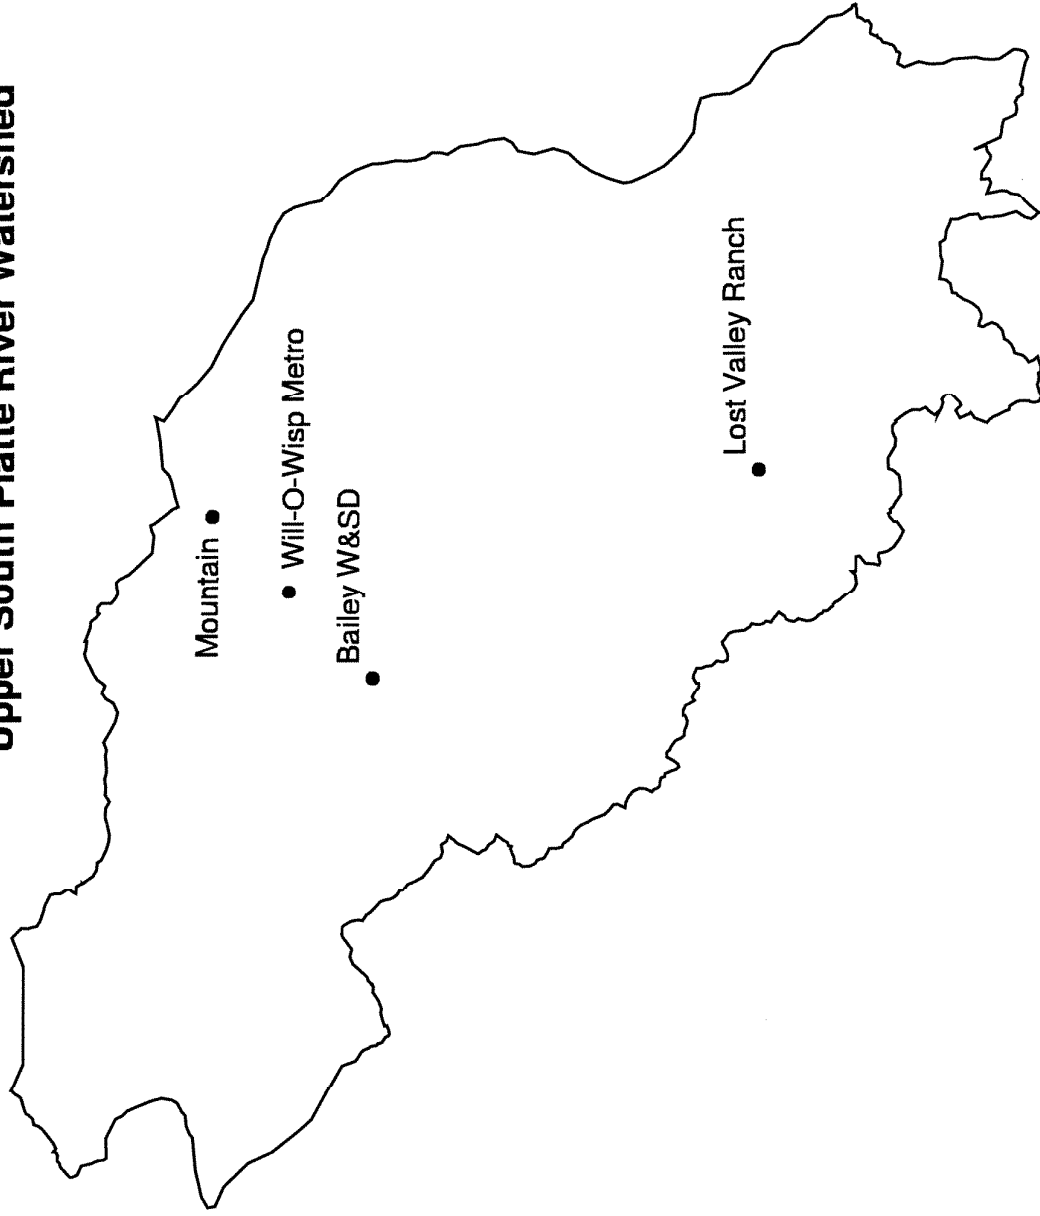 Upper South Platte River Watershed
Mountain
Will-O-Wisp Metro
Bailey W&SD
Lost Valley Ranch